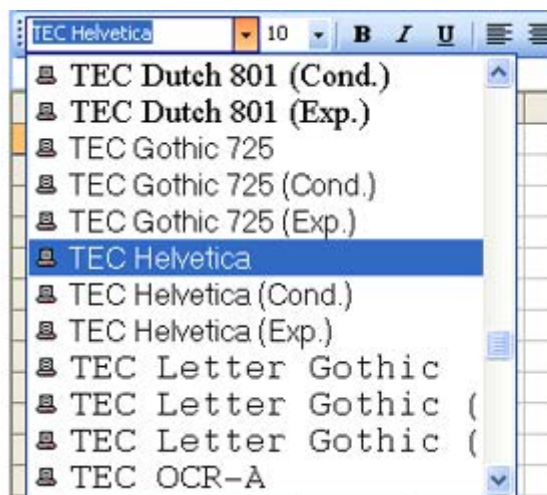 TEC Helvetica 10 B I U
TEC Dutch 801 (Cond.)
TEC Dutch 801 (Exp.)
TEC Gothic 725
TEC Gothic 725 (Cond.)
TEC Gothic 725 (Exp.)
TEC Helvetica
TEC Helvetica (Cond.)
TEC Helvetica (Exp.)
TEC Letter Gothic
TEC Letter Gothic (
TEC Letter Gothic (
TEC OCR-A